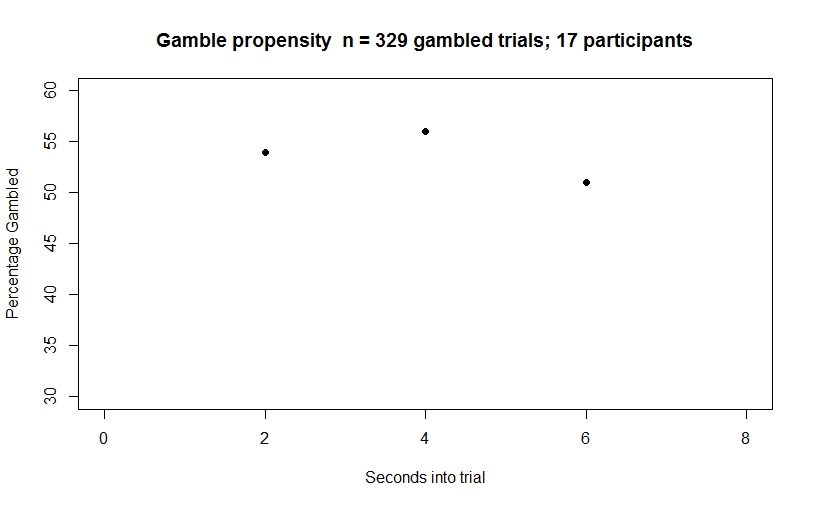 Gamble propensity  n = 329 gambled trials; 17 participants
Percentage Gambled
60
55
50
45
40
35
30
0 2 4 6 8
Seconds into trial